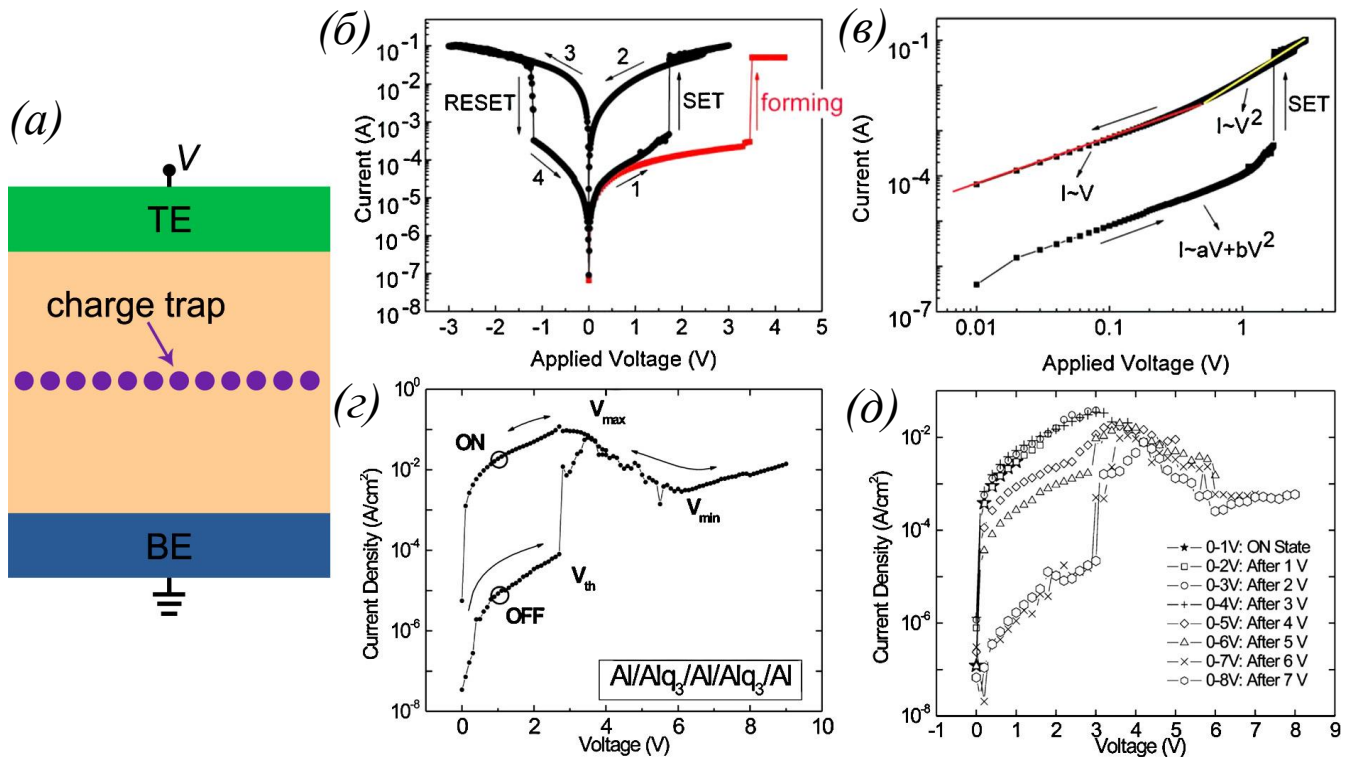 (а)
V
TE
charge trap
BE
(б)
Current (A)
10^-1
10^-2
10^-3
10^-4
10^-5
10^-6
10^-7
10^-8
3
2
RESET
SET
forming
4
1
-3 -2 -1 0 1 2 3 4 5
Applied Voltage (V)
(в)
Current (A)
10^-1
10^-4
10^-7
I~V^2
SET
I~V
I~aV+bV^2
0.01 0.1 1
Applied Voltage (V)
(г)
Current Density (A/cm^2)
10^0
10^-2
10^-4
10^-6
10^-8
V_max
ON
V_min
V_th
OFF
Al/Alq_3/Al/Alq_3/Al
0 2 4 6 8 10
Voltage (V)
(д)
Current Density (A/cm^2)
10^-2
10^-4
10^-6
10^-8
0-1V: ON State
0-2V: After 1 V
0-3V: After 2 V
0-4V: After 3 V
0-5V: After 4 V
0-6V: After 5 V
0-7V: After 6 V
0-8V: After 7 V
-1 0 1 2 3 4 5 6 7 8 9
Voltage (V)